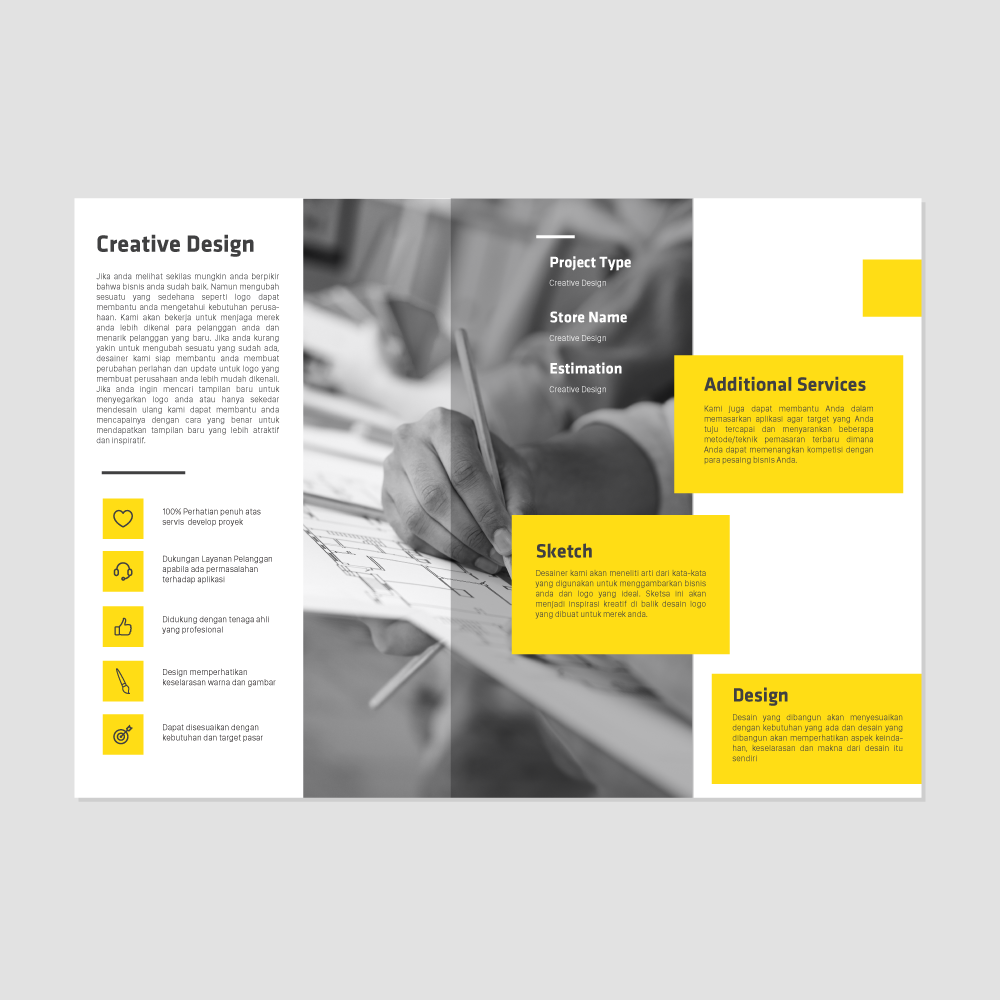 Creative Design
Jika anda melihat sekilas mungkin anda berpikir
bahwa bisnis anda sudah baik. Namun mengubah
sesuatu yang sedehana seperti logo dapat
membantu anda mengetahui kebutuhan perusa-
haan. Kami akan bekerja untuk menjaga merek
anda lebih dikenal para pelanggan anda dan
menarik pelanggan yang baru. Jika anda kurang
yakin untuk mengubah sesuatu yang sudah ada,
desainer kami siap membantu anda membuat
perubahan perlahan dan update untuk logo yang
membuat perusahaan anda lebih mudah dikenali.
Jika anda ingin mencari tampilan baru untuk
menyegarkan logo anda atau hanya sekedar
mendesain ulang kami dapat membantu anda
mencapainya dengan cara yang benar untuk
mendapatkan tampilan baru yang lebih atraktif
dan inspiratif.
100% Perhatian penuh atas
servis develop proyek
Dukungan Layanan Pelanggan
apabila ada permasalahan
terhadap aplikasi
Didukung dengan tenaga ahli
yang profesional
Design memperhatikan
keselarasan warna dan gambar
Dapat disesuaikan dengan
kebutuhan dan target pasar
Project Type
Creative Design
Store Name
Creative Design
Estimation
Creative Design
Additional Services
Kami juga dapat membantu Anda dalam
memasarkan aplikasi agar target yang Anda
tuju tercapai dan menyarankan beberapa
metode/teknik pemasaran terbaru dimana
Anda dapat memenangkan kompetisi dengan
para pesaing bisnis Anda.
Sketch
Desainer kami akan meneliti arti dari kata-kata
yang digunakan untuk menggambarkan bisnis
anda dan logo yang ideal. Sketsa ini akan
menjadi inspirasi kreatif di balik desain logo
yang dibuat untuk merek anda.
Design
Desain yang dibangun akan menyesuaikan
dengan kebutuhan yang ada dan desain yang
dibangun akan memperhatikan aspek keinda-
han, keselarasan dan makna dari desain itu
sendiri